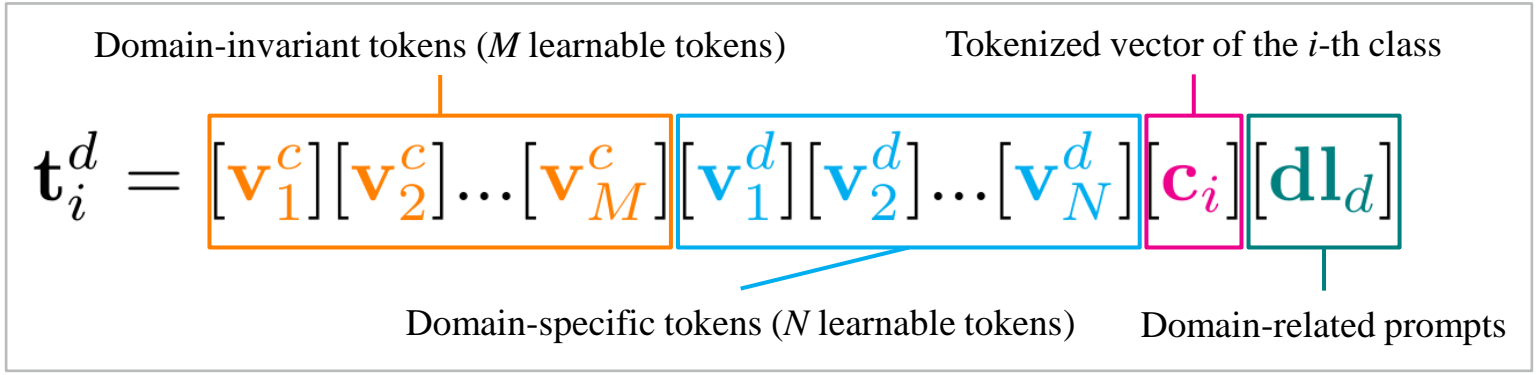 Domain-invariant tokens (M learnable tokens) Tokenized vector of the i-th class
t_i^d = [v_1^c][v_2^c]...[v_M^c][v_1^d][v_2^d]...[v_N^d][c_i][dl_d]
Domain-specific tokens (N learnable tokens) Domain-related prompts